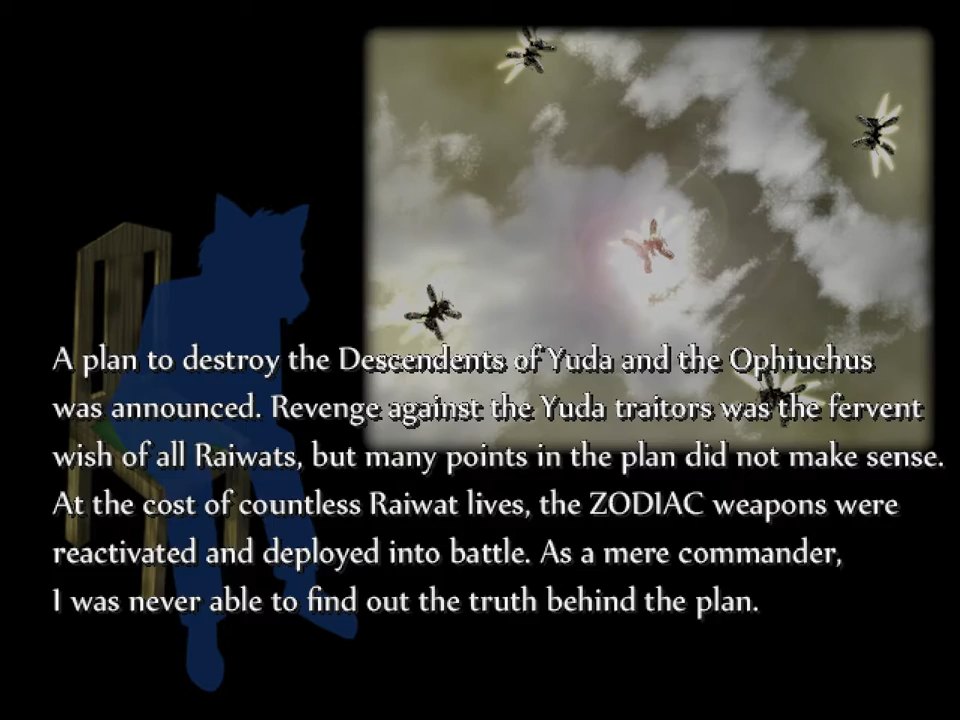 A plan to destroy the Descendents of Yuda and the Ophiuchus
was announced. Revenge against the Yuda traitors was the fervent
wish of all Raiwats, but many points in the plan did not make sense.
At the cost of countless Raiwat lives, the ZODIAC weapons were
reactivated and deployed into battle. As a mere commander,
I was never able to find out the truth behind the plan.